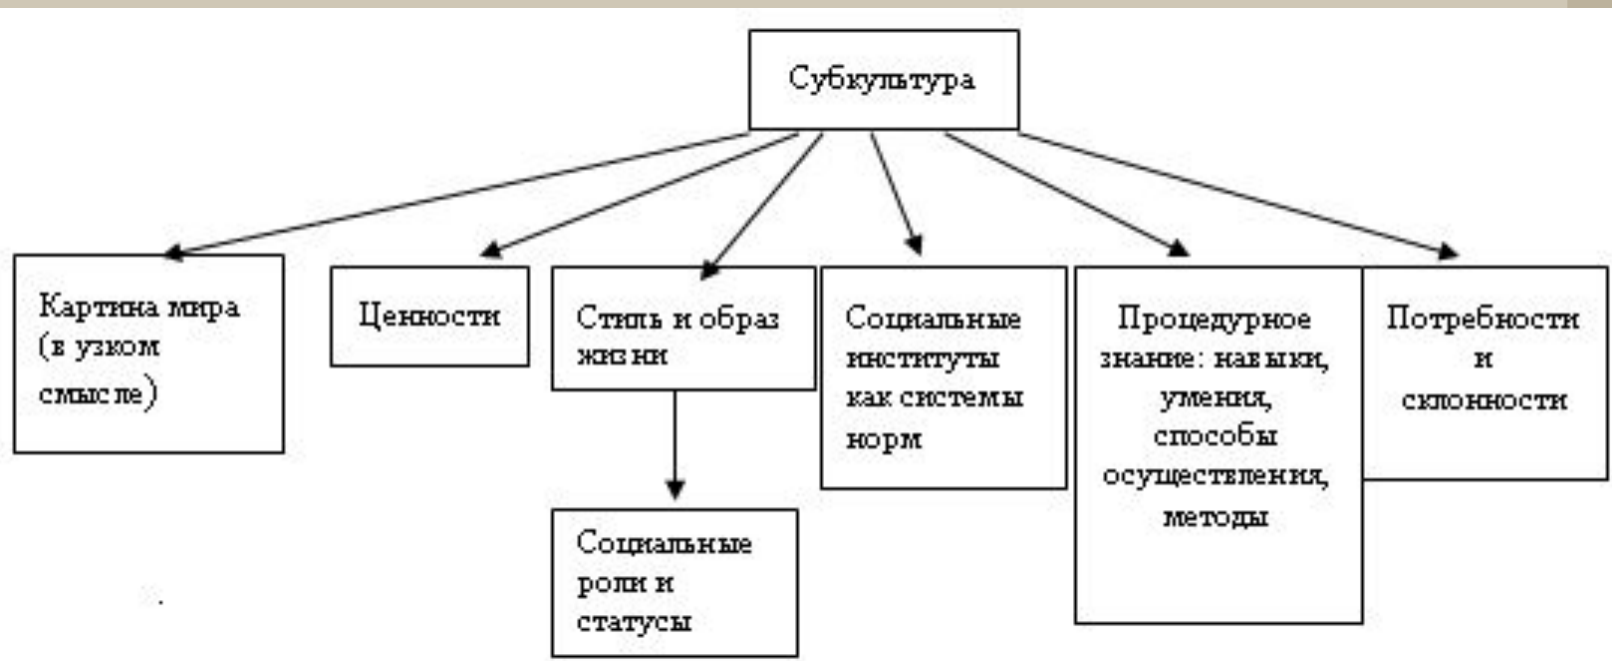 Субкультура
Картина мира
(в узком
смысле)
Ценности
Стиль и образ
жизни
Социальные
институты
как системы
норм
Процедурное
знание: навыки,
умения,
способы
осуществления,
методы
Потребности
и
склонности
Социальные
роли и
статусы